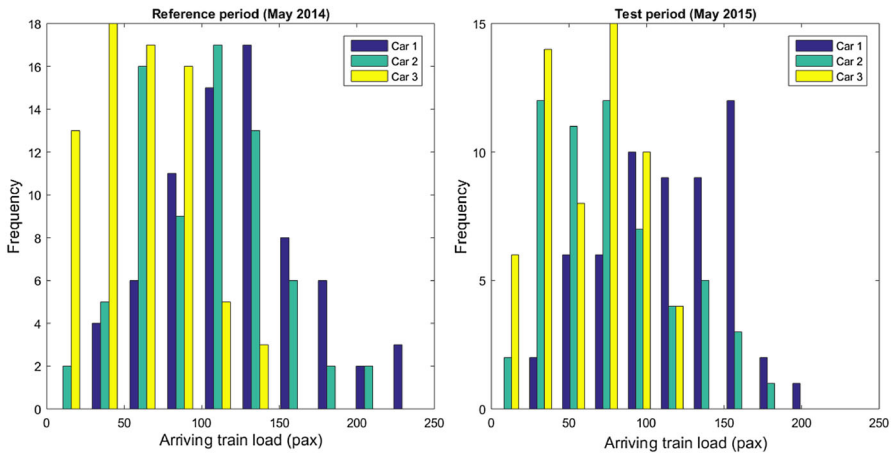 Reference period (May 2014)
18
16
14
12
10
8
6
4
2
0
Frequency
0 50 100 150 200 250
Arriving train load (pax)
Car 1
Car 2
Car 3
Test period (May 2015)
15
10
5
0
Frequency
0 50 100 150 200 250
Arriving train load (pax)
Car 1
Car 2
Car 3